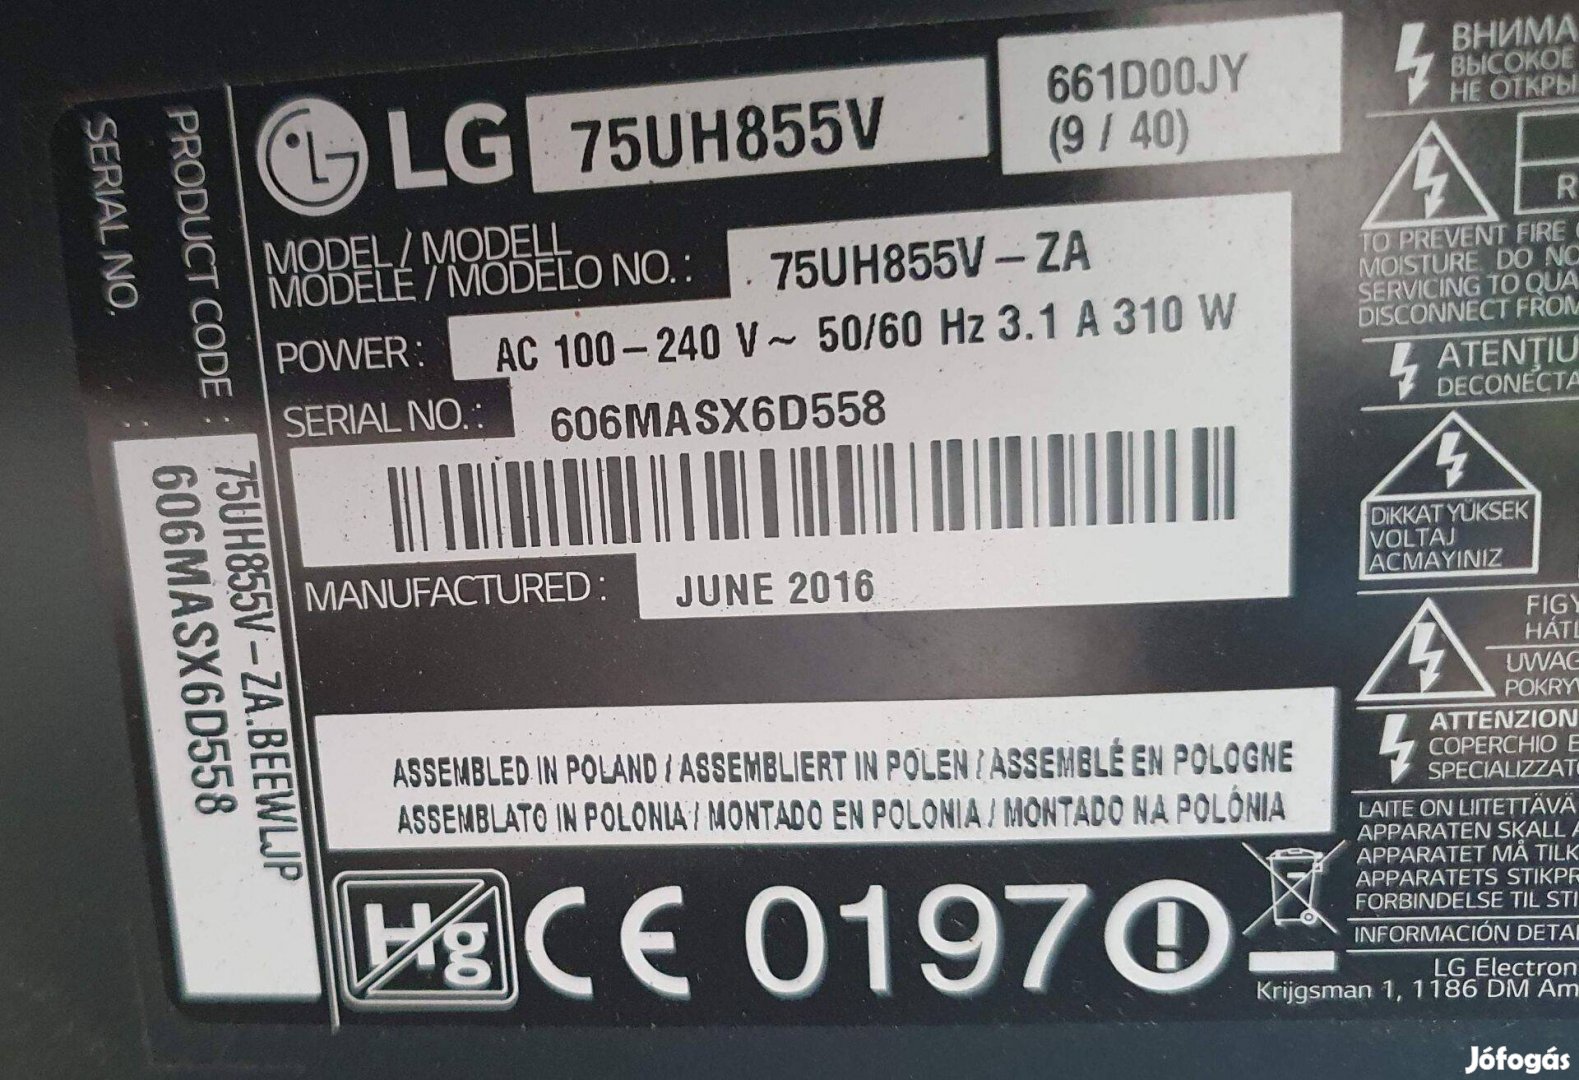 SERIAL NO. :
606MASX6D558
PRODUCT CODE :
75UH855V-ZA.BEEWLJP
LG 75UH855V
661D00JY
(9 / 40)
MODEL / MODELL
MODÈLE / MODELO NO. :
75UH855V-ZA
POWER : AC 100-240 V~ 50/60 Hz 3.1 A 310 W
SERIAL NO. : 606MASX6D558
MANUFACTURED : JUNE 2016
ASSEMBLED IN POLAND / ASSEMBLIERT IN POLEN / ASSEMBLÉ EN POLOGNE
ASSEMBLATO IN POLONIA / MONTADO EN POLONIA / MONTADO NA POLÓNIA
Hg CE 0197
ВНИМА
ВЫСОКОЕ
НЕ ОТКРЫ
R
TO PREVENT FIRE
MOISTURE. DO NO
SERVICING TO QUA
DISCONNECT FROM
ATENŢIU
DECONECTA
DİKKAT YÜKSEK
VOLTAJ
ACMAYINIZ
FIGY
HÁTL
UWAG
POKRYW
ATTENZION
COPERCHIO E
SPECIALIZZATO
LAITE ON LIITETTÄVÄ
APPARATEN SKALL A
APPARATET MÅ TILK
APPARATETS STIKPR
FORBINDELSE TIL STI
INFORMACIÓN DETA
LG Electron
Krijgsman 1, 1186 DM Am
Jófogás